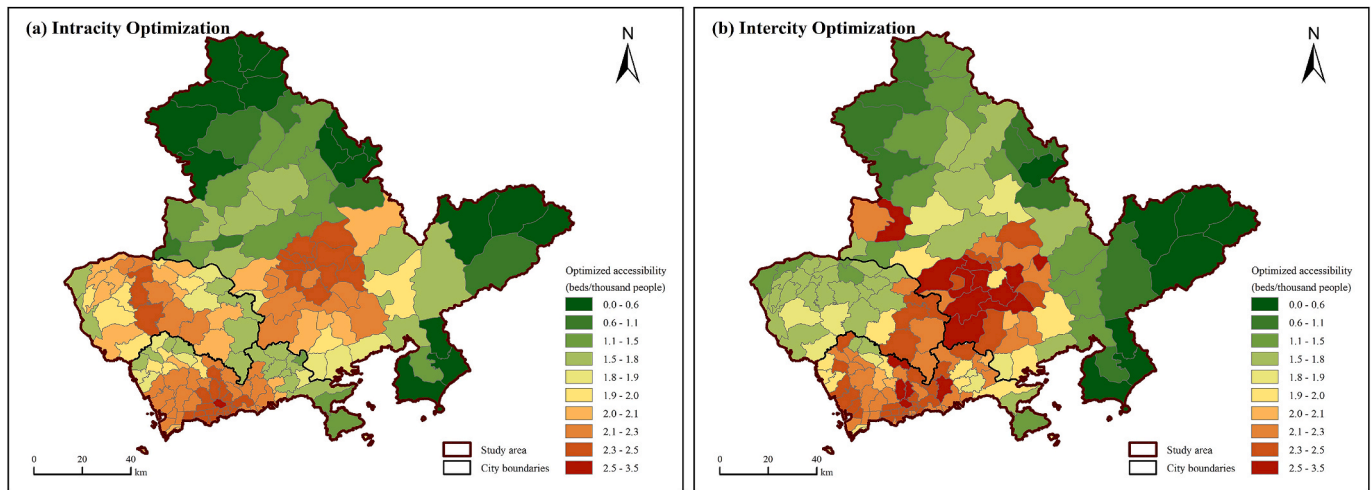 (a) Intracity Optimization
N
Optimized accessibility
(beds/thousand people)
0.0 - 0.6
0.6 - 1.1
1.1 - 1.5
1.5 - 1.8
1.8 - 1.9
1.9 - 2.0
2.0 - 2.1
2.1 - 2.3
2.3 - 2.5
2.5 - 3.5
Study area
City boundaries
0 20 40
km
(b) Intercity Optimization
N
Optimized accessibility
(beds/thousand people)
0.0 - 0.6
0.6 - 1.1
1.1 - 1.5
1.5 - 1.8
1.8 - 1.9
1.9 - 2.0
2.0 - 2.1
2.1 - 2.3
2.3 - 2.5
2.5 - 3.5
Study area
City boundaries
0 20 40
km